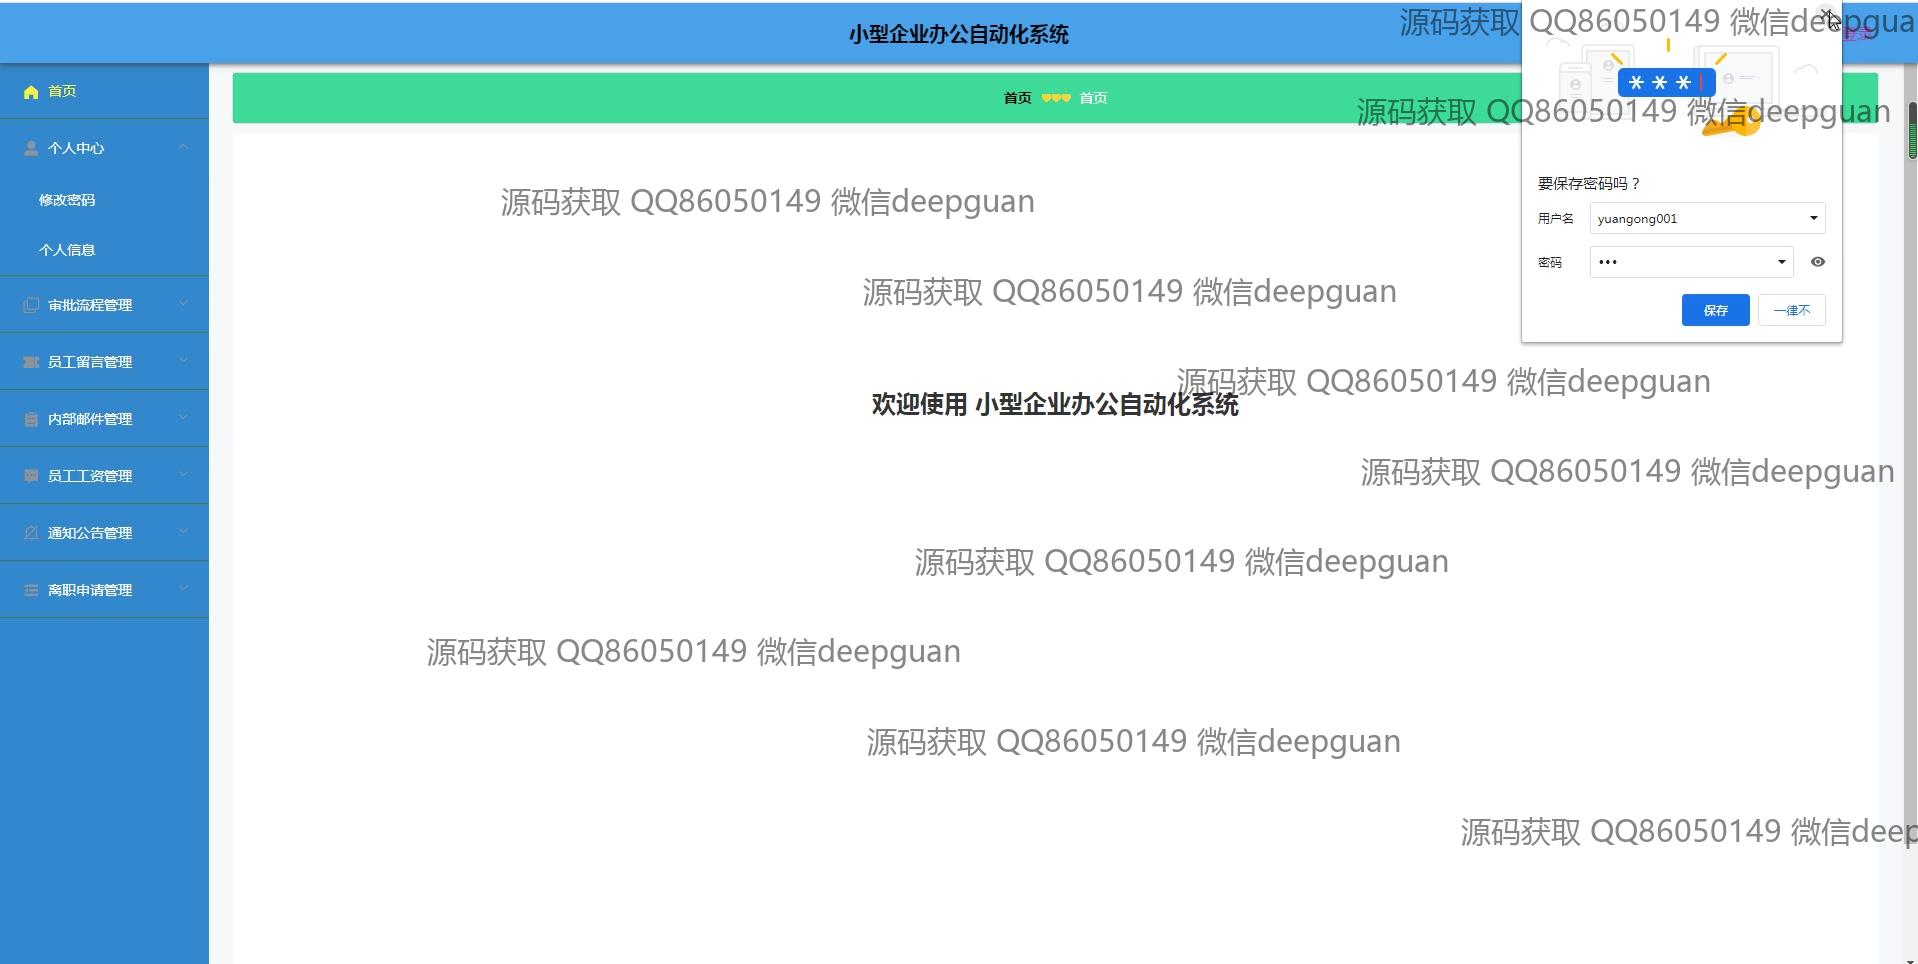 小型企业办公自动化系统
源码获取 QQ86050149 微信deepgua
首页
首页 首页
源码获取 QQ86050149 微信deepguan
***
个人中心
修改密码
个人信息
审批流程管理
员工留言管理
内部邮件管理
员工工资管理
通知公告管理
离职申请管理
要保存密码吗？
用户名 yuangong001
密码 •••
保存 一律不
源码获取 QQ86050149 微信deepguan
源码获取 QQ86050149 微信deepguan
源码获取 QQ86050149 微信deepguan
欢迎使用 小型企业办公自动化系统
源码获取 QQ86050149 微信deepguan
源码获取 QQ86050149 微信deepguan
源码获取 QQ86050149 微信deepguan
源码获取 QQ86050149 微信deepguan
源码获取 QQ86050149 微信deep